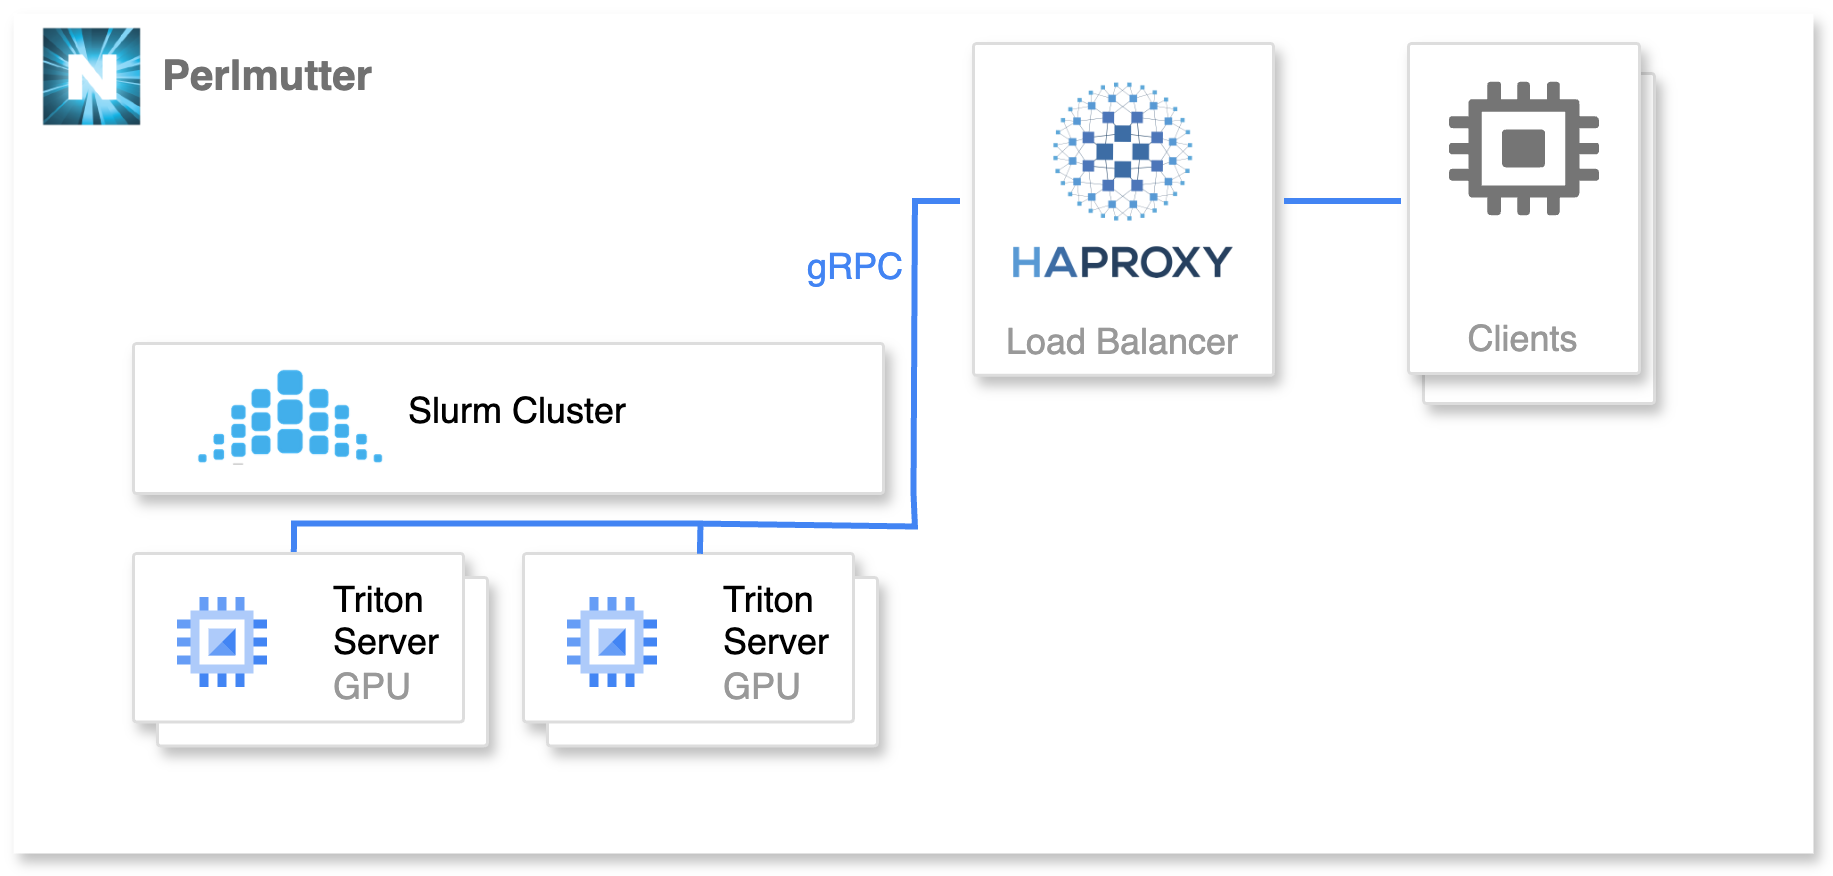 N
Perlmutter
HAPROXY
Load Balancer
Clients
gRPC
Slurm Cluster
Triton
Server
GPU
Triton
Server
GPU